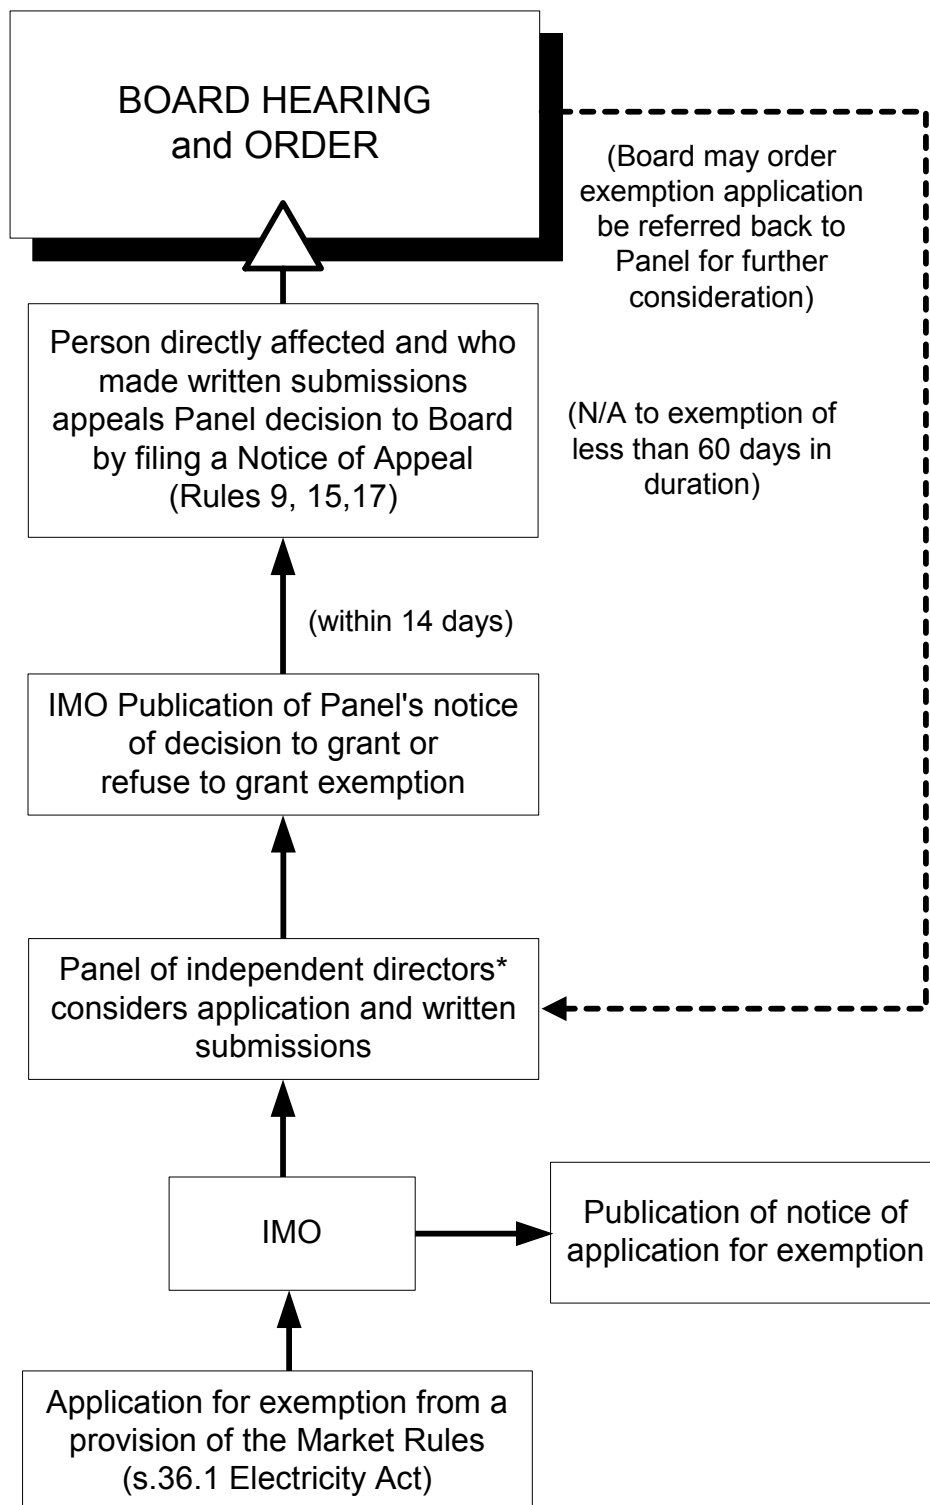 BOARD HEARING
and ORDER
(Board may order
exemption application
be referred back to
Panel for further
consideration)
Person directly affected and who
made written submissions
appeals Panel decision to Board
by filing a Notice of Appeal
(Rules 9, 15,17)
(N/A to exemption of
less than 60 days in
duration)
(within 14 days)
IMO Publication of Panel's notice
of decision to grant or
refuse to grant exemption
Panel of independent directors*
considers application and written
submissions
IMO
Publication of notice of
application for exemption
Application for exemption from a
provision of the Market Rules
(s.36.1 Electricity Act)